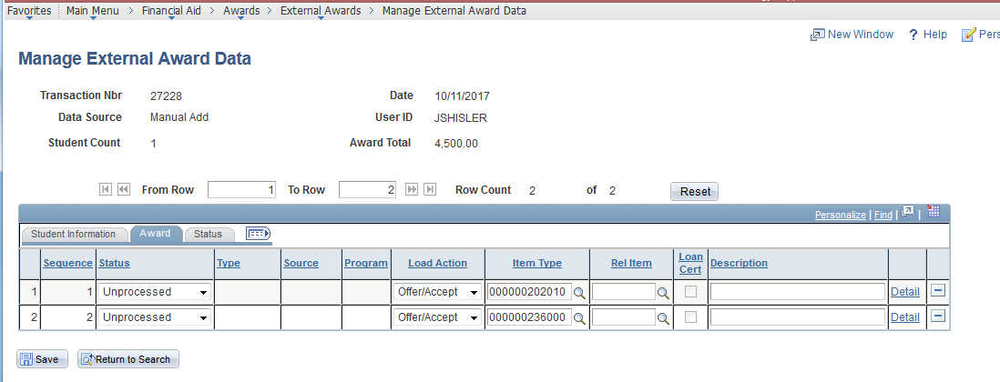 Favorites Main Menu > Financial Aid > Awards > External Awards > Manage External Award Data
New Window ? Help
Manage External Award Data
Transaction Nbr 27228 Date 10/11/2017
Data Source Manual Add User ID JSHISLER
Student Count 1 Award Total 4,500.00
From Row 1 To Row 2 Row Count 2 of 2 Reset
Personalize | Find | |
Student Information Award Status
Sequence Status Type Source Program Load Action Item Type Rel Item Loan Cert Description
1 1 Unprocessed Offer/Accept 000000202010 Detail
2 2 Unprocessed Offer/Accept 000000236000 Detail
Save Return to Search